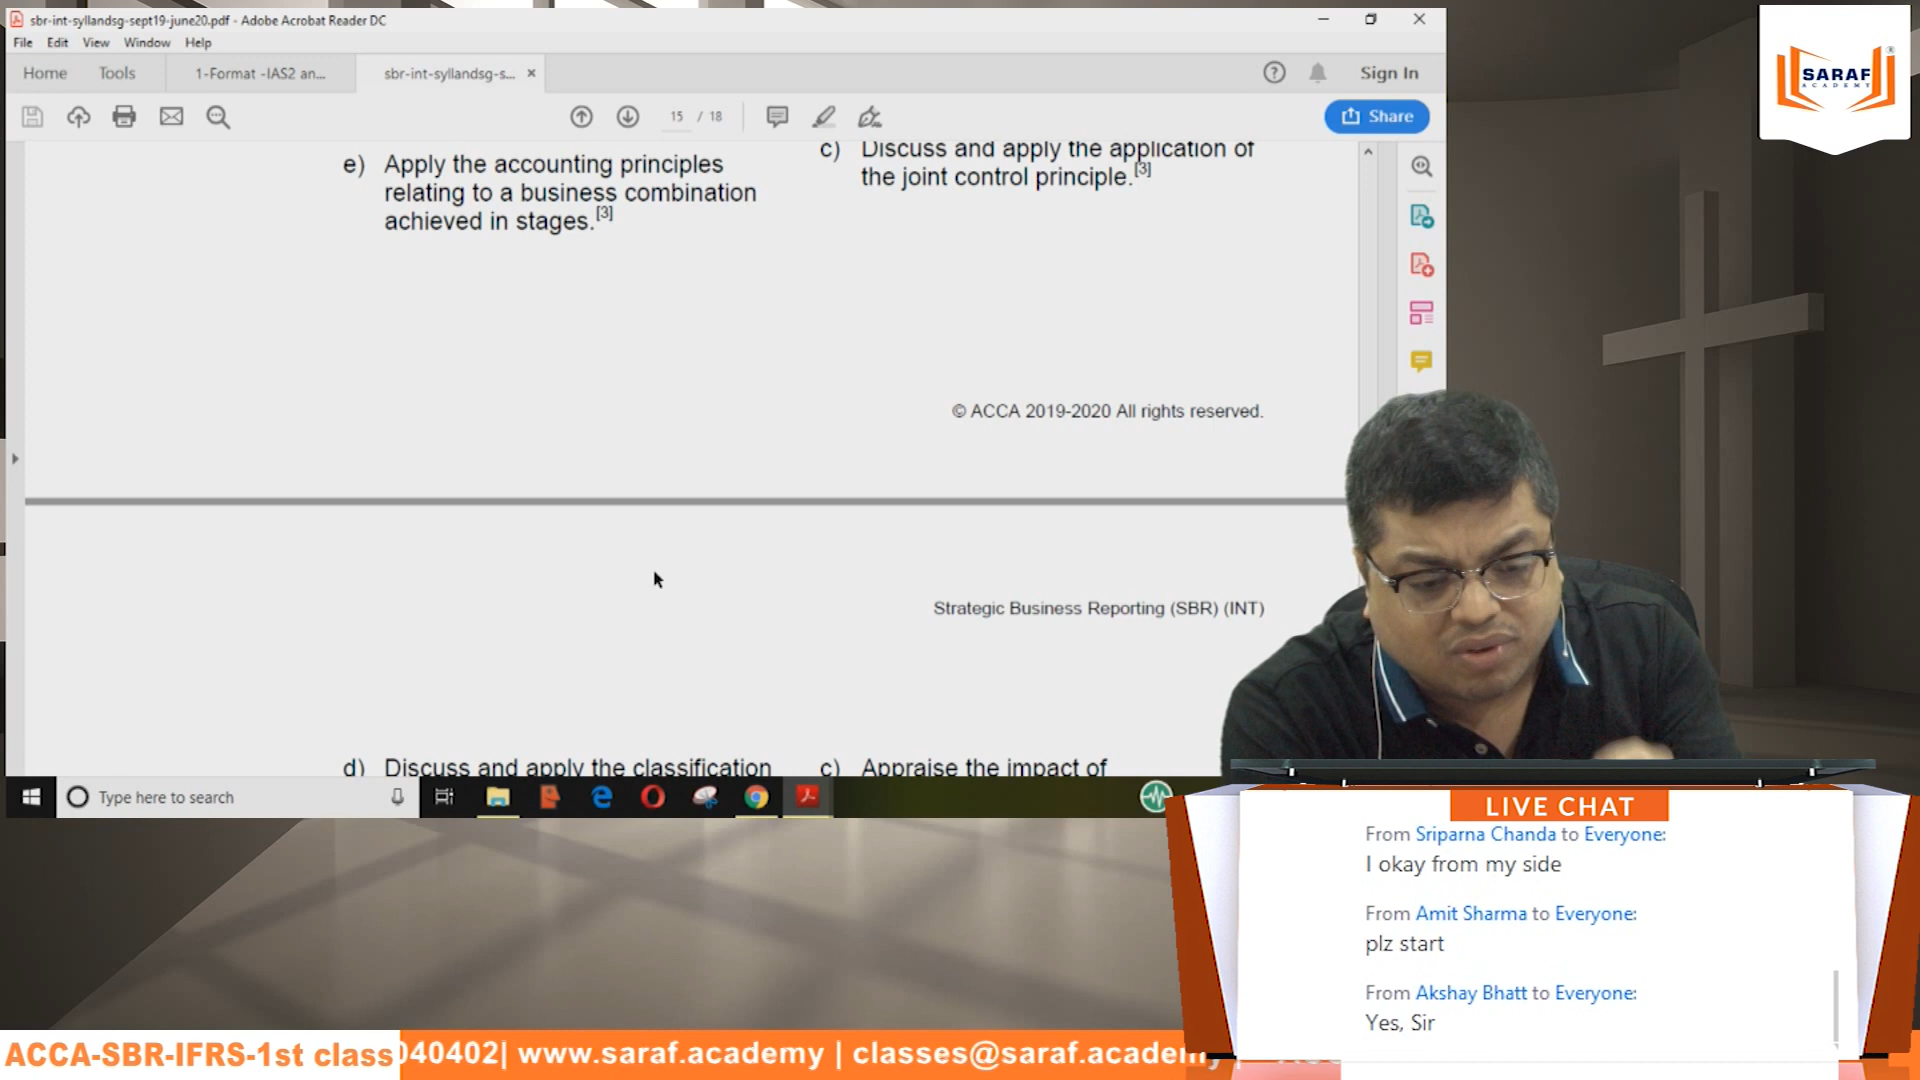 sbr-int-syllandsg-sept19-june20.pdf - Adobe Acrobat Reader DC
File Edit View Window Help
Home Tools 1-Format -IAS2 an... sbr-int-syllandsg-s... ×
Sign In
15 / 18
Share
e) Apply the accounting principles
relating to a business combination
achieved in stages.[3]
c) Discuss and apply the application of
the joint control principle.[3]
© ACCA 2019-2020 All rights reserved.
Strategic Business Reporting (SBR) (INT)
d) Discuss and apply the classification
c) Appraise the impact of
Type here to search
SARAF
ACADEMY
LIVE CHAT
From Sriparna Chanda to Everyone:
I okay from my side
From Amit Sharma to Everyone:
plz start
From Akshay Bhatt to Everyone:
Yes, Sir
ACCA-SBR-IFRS-1st class
040402| www.saraf.academy | classes@saraf.academy